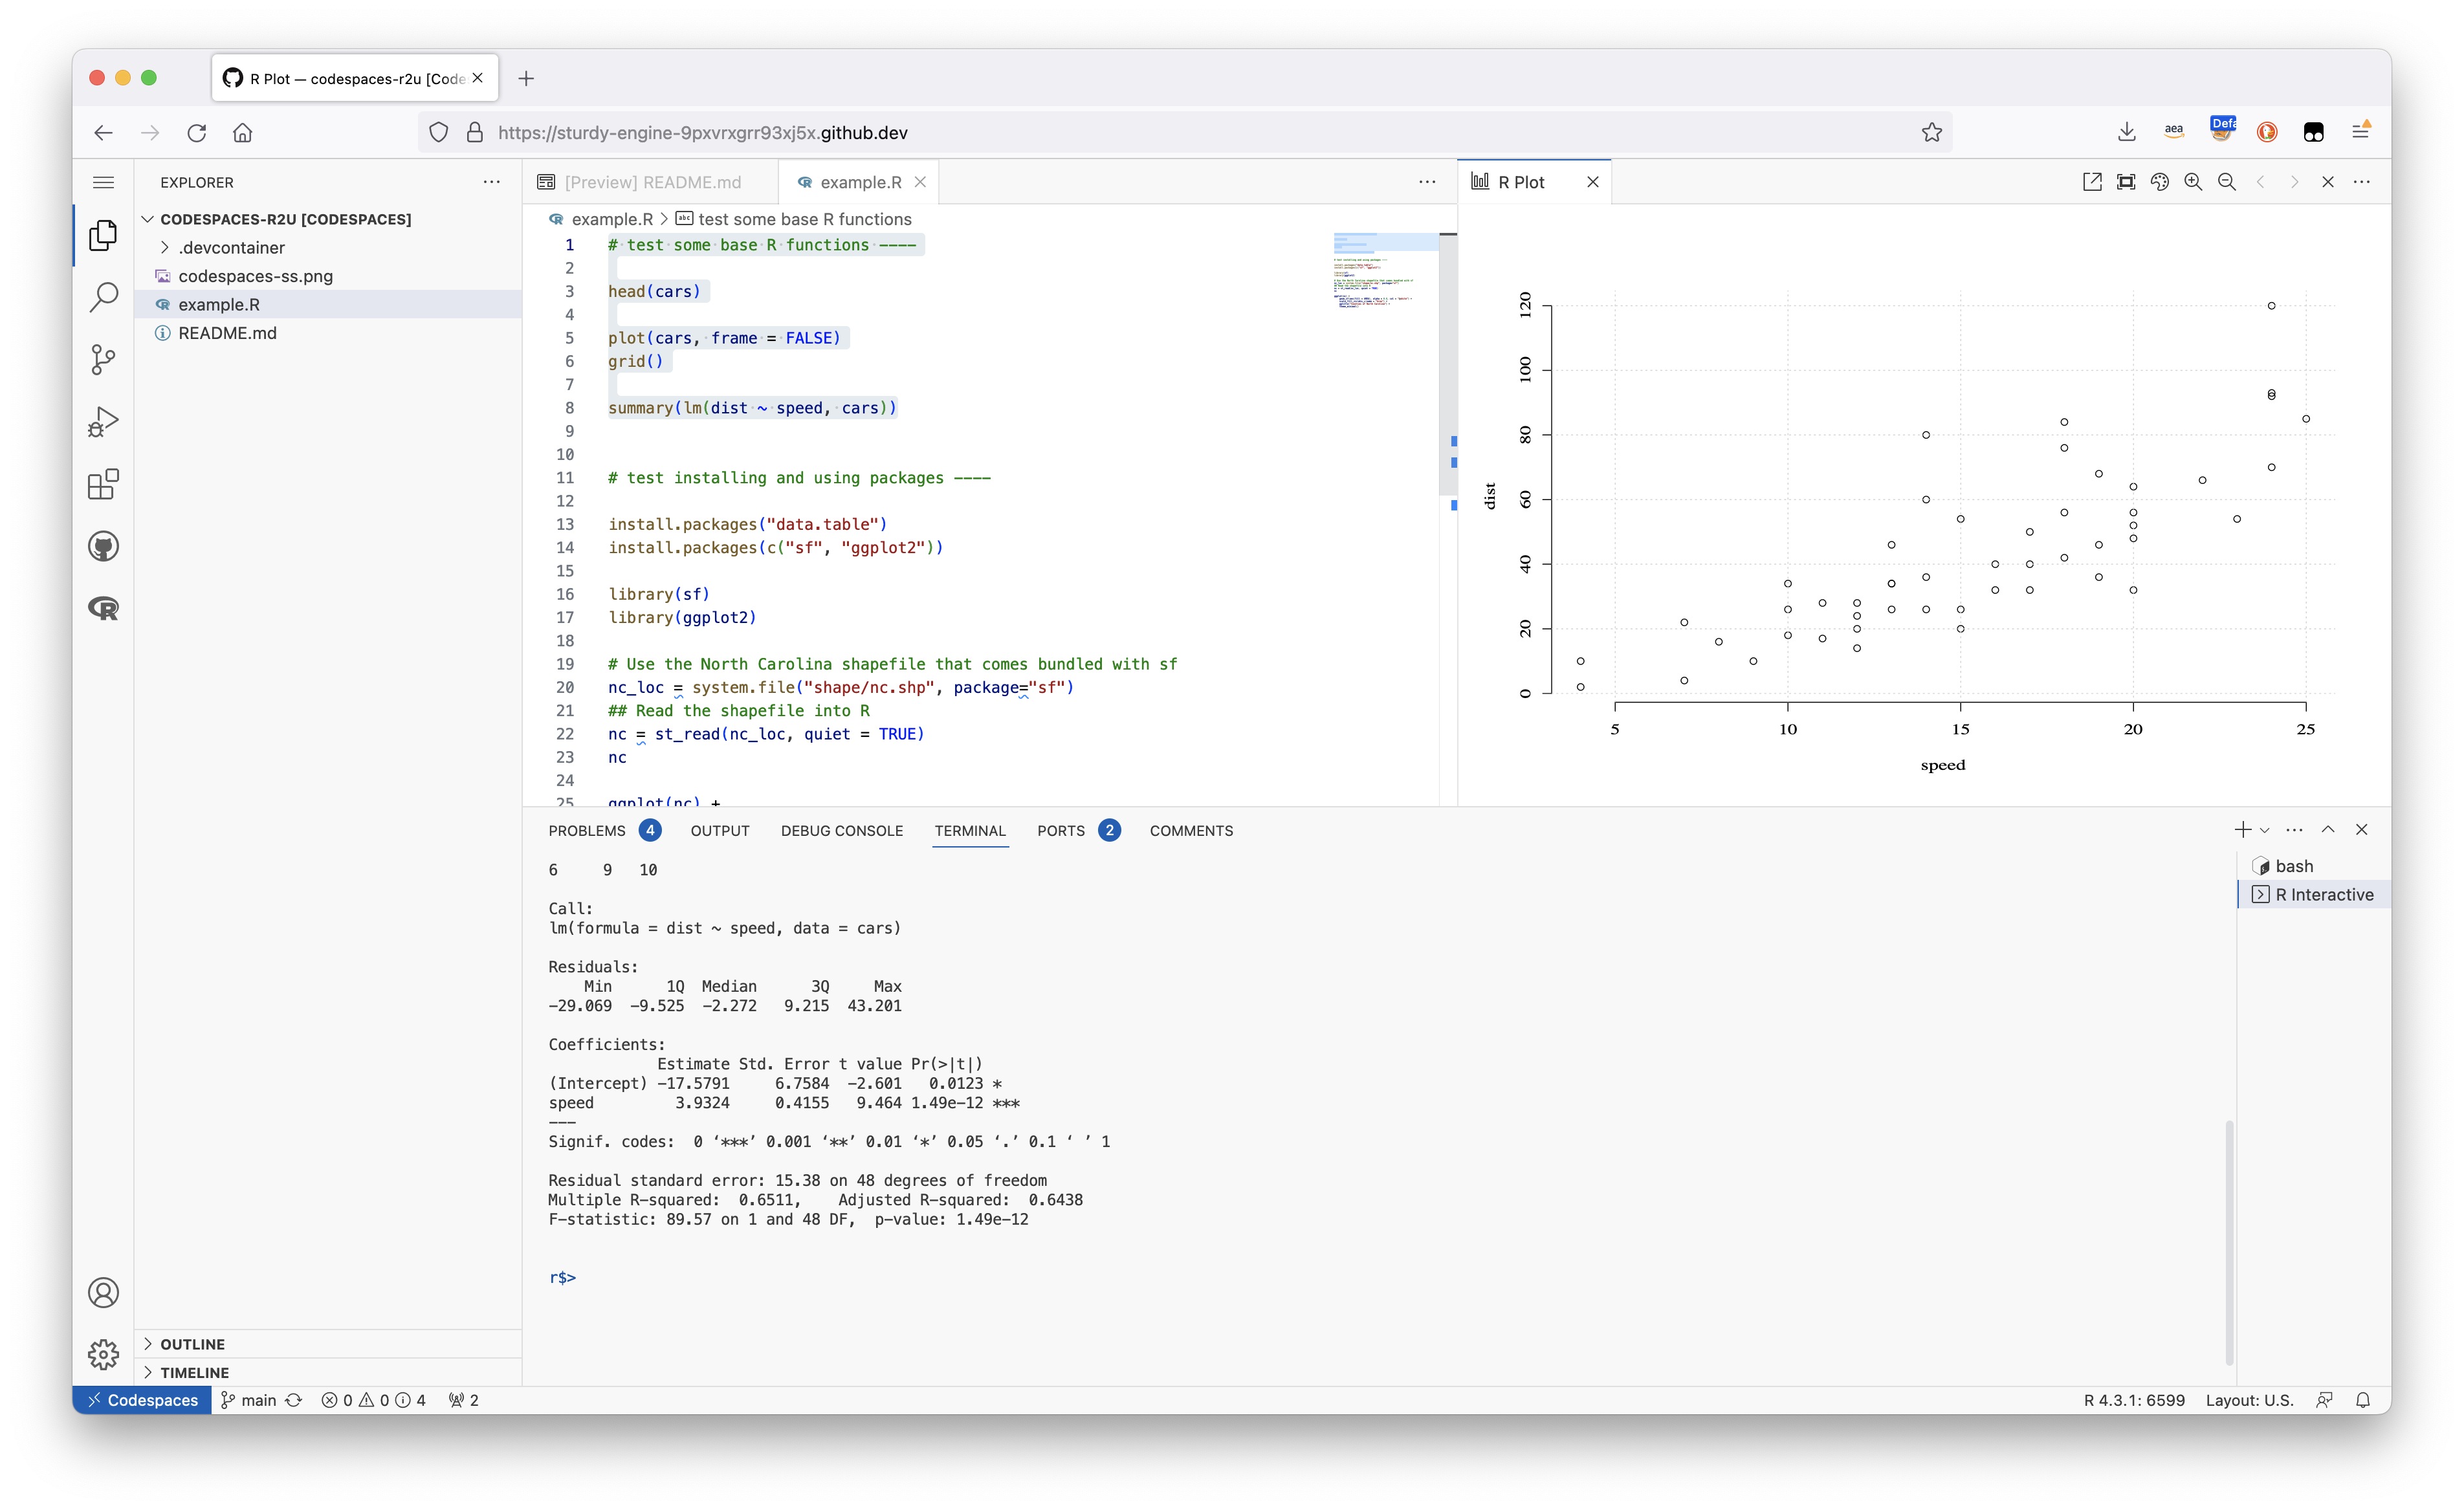 R Plot — codespaces-r2u [Code
https://sturdy-engine-9pxvrxgrr93xj5x.github.dev
aea
Defa
EXPLORER
CODESPACES-R2U [CODESPACES]
.devcontainer
codespaces-ss.png
example.R
README.md
OUTLINE
TIMELINE
[Preview] README.md
example.R
example.R > abc test some base R functions
1 # test some base R functions ----
2
3 head(cars)
4
5 plot(cars, frame = FALSE)
6 grid()
7
8 summary(lm(dist ~ speed, cars))
9
10
11 # test installing and using packages ----
12
13 install.packages("data.table")
14 install.packages(c("sf", "ggplot2"))
15
16 library(sf)
17 library(ggplot2)
18
19 # Use the North Carolina shapefile that comes bundled with sf
20 nc_loc = system.file("shape/nc.shp", package="sf")
21 ## Read the shapefile into R
22 nc = st_read(nc_loc, quiet = TRUE)
23 nc
24
25 ggplot(nc) +
R Plot
120
100
80
60
40
20
0
dist
5 10 15 20 25
speed
PROBLEMS 4 OUTPUT DEBUG CONSOLE TERMINAL PORTS 2 COMMENTS
6 9 10
Call:
lm(formula = dist ~ speed, data = cars)
Residuals:
Min 1Q Median 3Q Max
-29.069 -9.525 -2.272 9.215 43.201
Coefficients:
Estimate Std. Error t value Pr(>|t|)
(Intercept) -17.5791 6.7584 -2.601 0.0123 *
speed 3.9324 0.4155 9.464 1.49e-12 ***
---
Signif. codes: 0 ‘***’ 0.001 ‘**’ 0.01 ‘*’ 0.05 ‘.’ 0.1 ‘ ’ 1
Residual standard error: 15.38 on 48 degrees of freedom
Multiple R-squared: 0.6511, Adjusted R-squared: 0.6438
F-statistic: 89.57 on 1 and 48 DF, p-value: 1.49e-12
r$>
bash
R Interactive
Codespaces main 0 0 4 2
R 4.3.1: 6599 Layout: U.S.